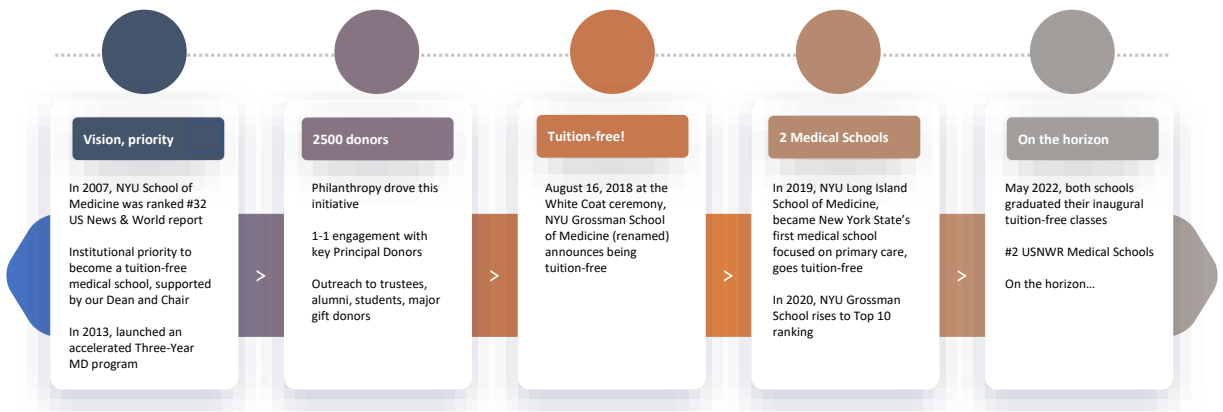 Vision, priority
In 2007, NYU School of
Medicine was ranked #32
US News & World report
Institutional priority to
become a tuition-free
medical school, supported
by our Dean and Chair
In 2013, launched an
accelerated Three-Year
MD program
>
2500 donors
Philanthropy drove this
initiative
1-1 engagement with
key Principal Donors
Outreach to trustees,
alumni, students, major
gift donors
>
Tuition-free!
August 16, 2018 at the
White Coat ceremony,
NYU Grossman School
of Medicine (renamed)
announces being
tuition-free
>
2 Medical Schools
In 2019, NYU Long Island
School of Medicine,
became New York State’s
first medical school
focused on primary care,
goes tuition-free
In 2020, NYU Grossman
School rises to Top 10
ranking
>
On the horizon
May 2022, both schools
graduated their inaugural
tuition-free classes
#2 USNWR Medical Schools
On the horizon…